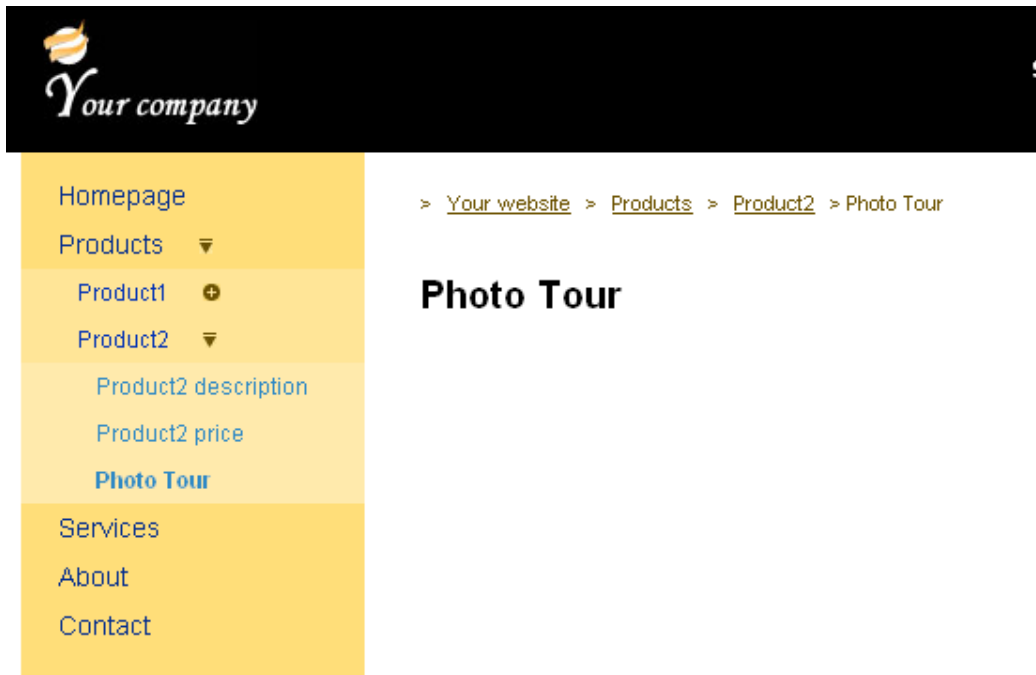 Your company
Homepage
Products
Product1
Product2
Product2 description
Product2 price
Photo Tour
Services
About
Contact
> Your website > Products > Product2 > Photo Tour
Photo Tour